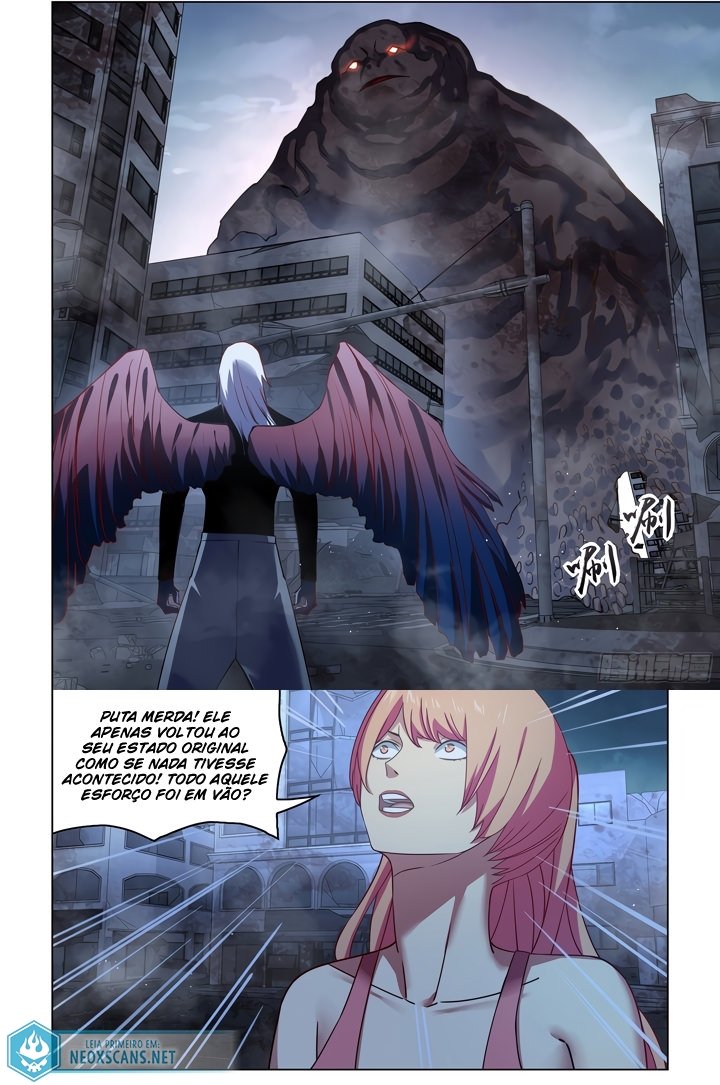 唰
唰
PUTA MERDA! ELE
APENAS VOLTOU AO
SEU ESTADO ORIGINAL
COMO SE NADA TIVESSE
ACONTECIDO! TODO AQUELE
ESFORÇO FOI EM VÃO?
LEIA PRIMEIRO EM:
NEOXSCANS.NET